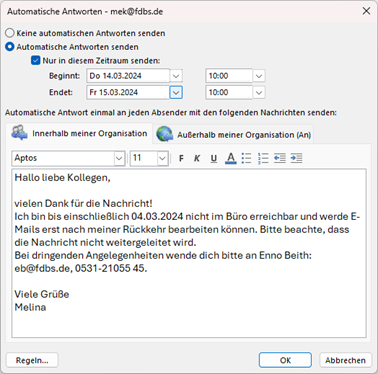 Automatische Antworten - mek@fdbs.de
Keine automatischen Antworten senden
Automatische Antworten senden
Nur in diesem Zeitraum senden:
Beginnt: Do 14.03.2024 10:00
Endet: Fr 15.03.2024 10:00
Automatische Antwort einmal an jeden Absender mit den folgenden Nachrichten senden:
Innerhalb meiner Organisation Außerhalb meiner Organisation (An)
Aptos 11 F K U A
Hallo liebe Kollegen,
vielen Dank für die Nachricht!
Ich bin bis einschließlich 04.03.2024 nicht im Büro erreichbar und werde E-
Mails erst nach meiner Rückkehr bearbeiten können. Bitte beachte, dass
die Nachricht nicht weitergeleitet wird.
Bei dringenden Angelegenheiten wende dich bitte an Enno Beith:
eb@fdbs.de, 0531-21055 45.
Viele Grüße
Melina
Regeln... OK Abbrechen